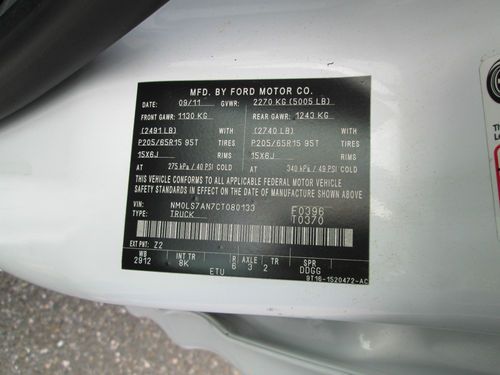 MFD. BY FORD MOTOR CO.
DATE: 09/11 GVWR: 2270 KG (5005 LB)
FRONT GAWR: 1130 KG REAR GAWR: 1243 KG
(2491 LB) WITH (2740 LB) WITH
P205/65R15 95T TIRES P205/65R15 95T TIRES
15X6J RIMS 15X6J RIMS
AT 275 kPa / 40 PSI COLD AT 340 kPa / 49 PSI COLD
THIS VEHICLE CONFORMS TO ALL APPLICABLE FEDERAL MOTOR VEHICLE
SAFETY STANDARDS IN EFFECT ON THE DATE OF MANUFACTURE SHOWN ABOVE.
VIN: NM0LS7AN7CT080133 F0396
TYPE: TRUCK T0370
EXT PNT: Z2
WB INT TR R AXLE TR SPR
2912 8K 6 3 2 DDGG
ETU
9T16-1520472-AC